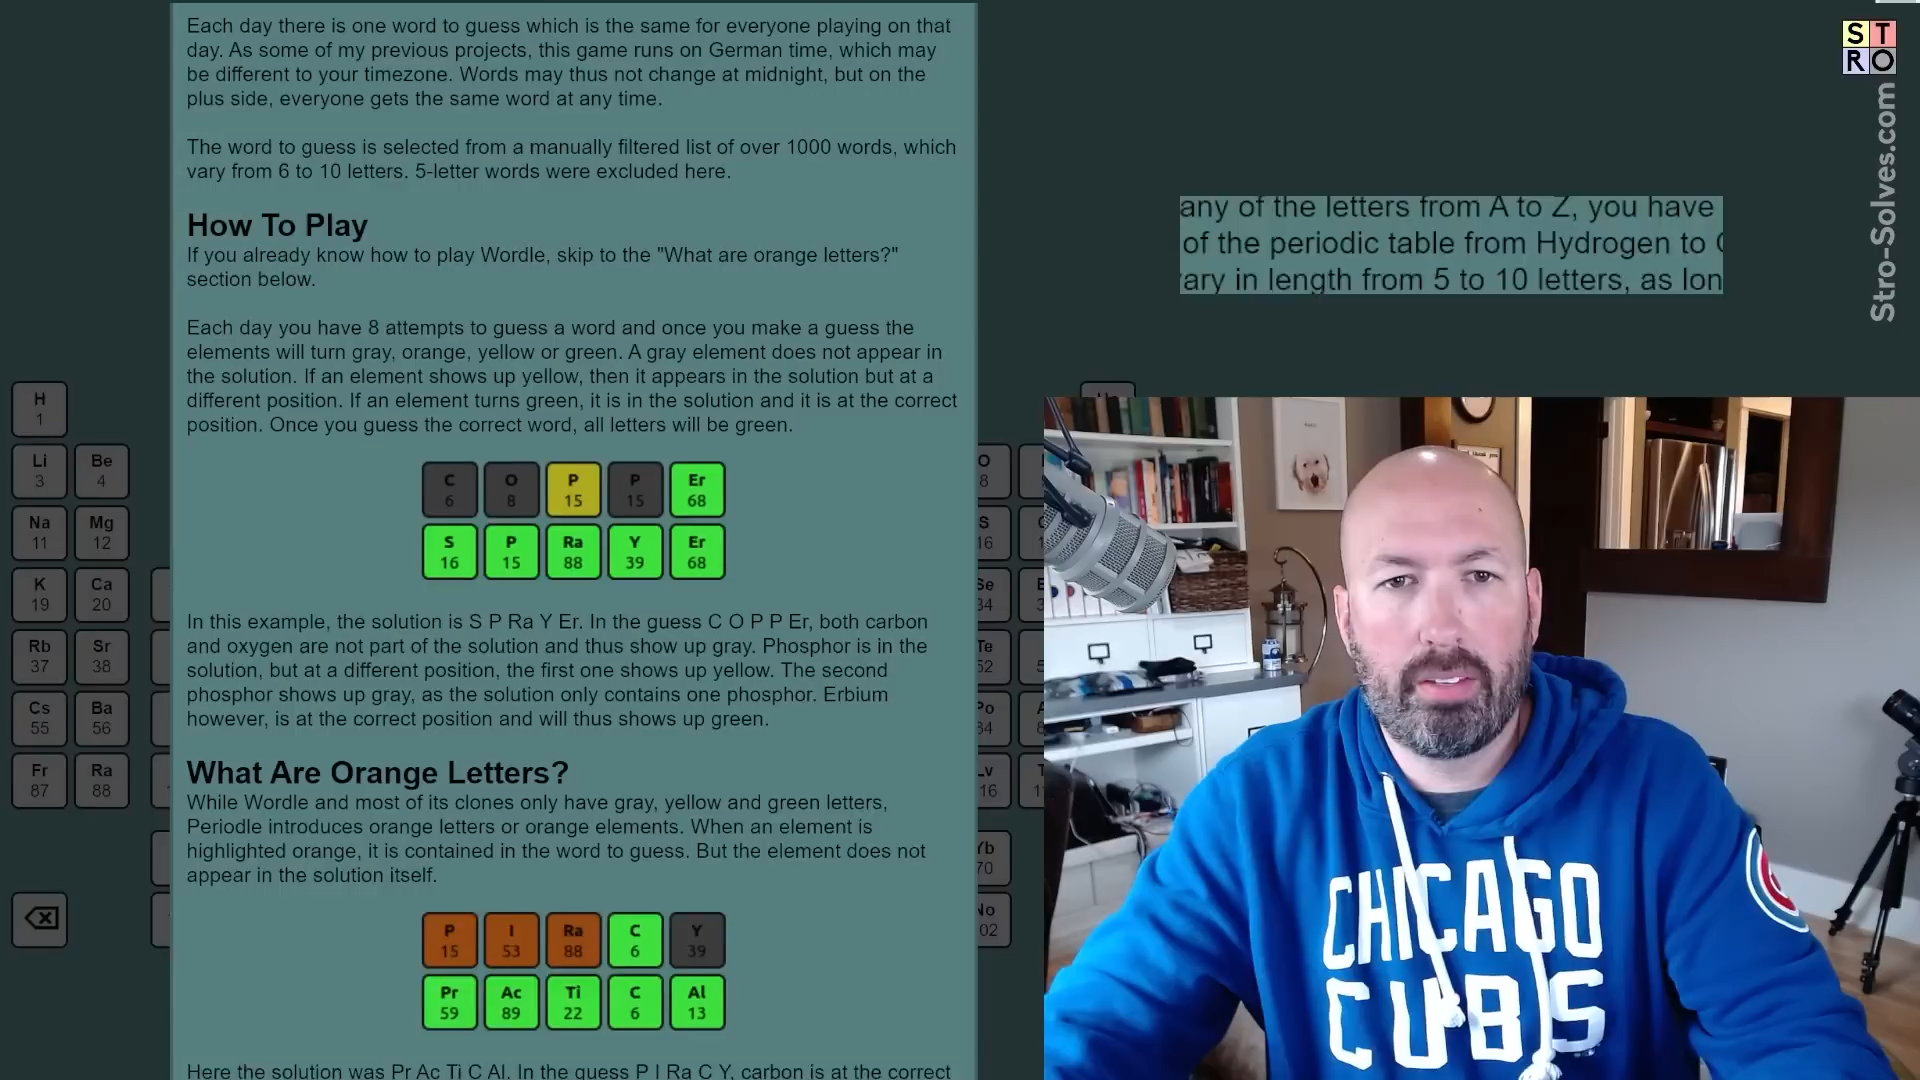 Each day there is one word to guess which is the same for everyone playing on that
day. As some of my previous projects, this game runs on German time, which may
be different to your timezone. Words may thus not change at midnight, but on the
plus side, everyone gets the same word at any time.
The word to guess is selected from a manually filtered list of over 1000 words, which
vary from 6 to 10 letters. 5-letter words were excluded here.
How To Play
If you already know how to play Wordle, skip to the "What are orange letters?"
section below.
Each day you have 8 attempts to guess a word and once you make a guess the
elements will turn gray, orange, yellow or green. A gray element does not appear in
the solution. If an element shows up yellow, then it appears in the solution but at a
different position. If an element turns green, it is in the solution and it is at the correct
position. Once you guess the correct word, all letters will be green.
C O P P Er
6 8 15 15 68
S P Ra Y Er
16 15 88 39 68
In this example, the solution is S P Ra Y Er. In the guess C O P P Er, both carbon
and oxygen are not part of the solution and thus show up gray. Phosphor is in the
solution, but at a different position, the first one shows up yellow. The second
phosphor shows up gray, as the solution only contains one phosphor. Erbium
however, is at the correct position and will thus shows up green.
What Are Orange Letters?
While Wordle and most of its clones only have gray, yellow and green letters,
Periodle introduces orange letters or orange elements. When an element is
highlighted orange, it is contained in the word to guess. But the element does not
appear in the solution itself.
P I Ra C Y
15 53 88 6 39
Pr Ac Ti C Al
59 89 22 6 13
Here the solution was Pr Ac Ti C Al. In the guess P I Ra C Y, carbon is at the correct
H
1
Li Be
3 4
Na Mg
11 12
K Ca
19 20
Rb Sr
37 38
Cs Ba
55 56
Fr Ra
87 88
O
8
S
16
Se
34
Te
52
Po
84
Lv
116
Yb
70
No
102
any of the letters from A to Z, you have
of the periodic table from Hydrogen to
ary in length from 5 to 10 letters, as lon
ST
RO
Stro-Solves.com
CHICAGO
CUBS